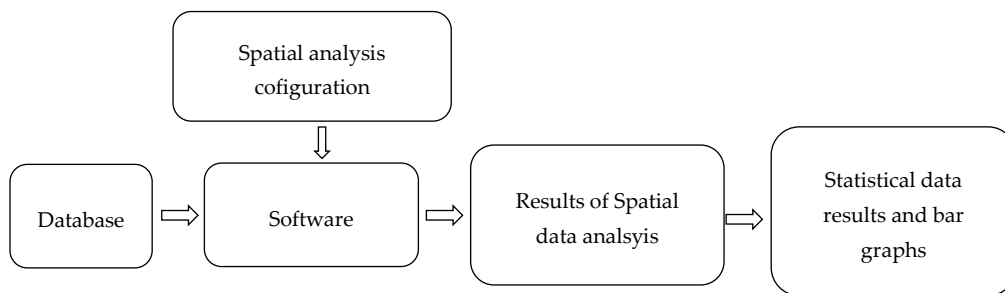 Spatial analysis
cofiguration
Database
Software
Results of Spatial
data analsyis
Statistical data
results and bar
graphs